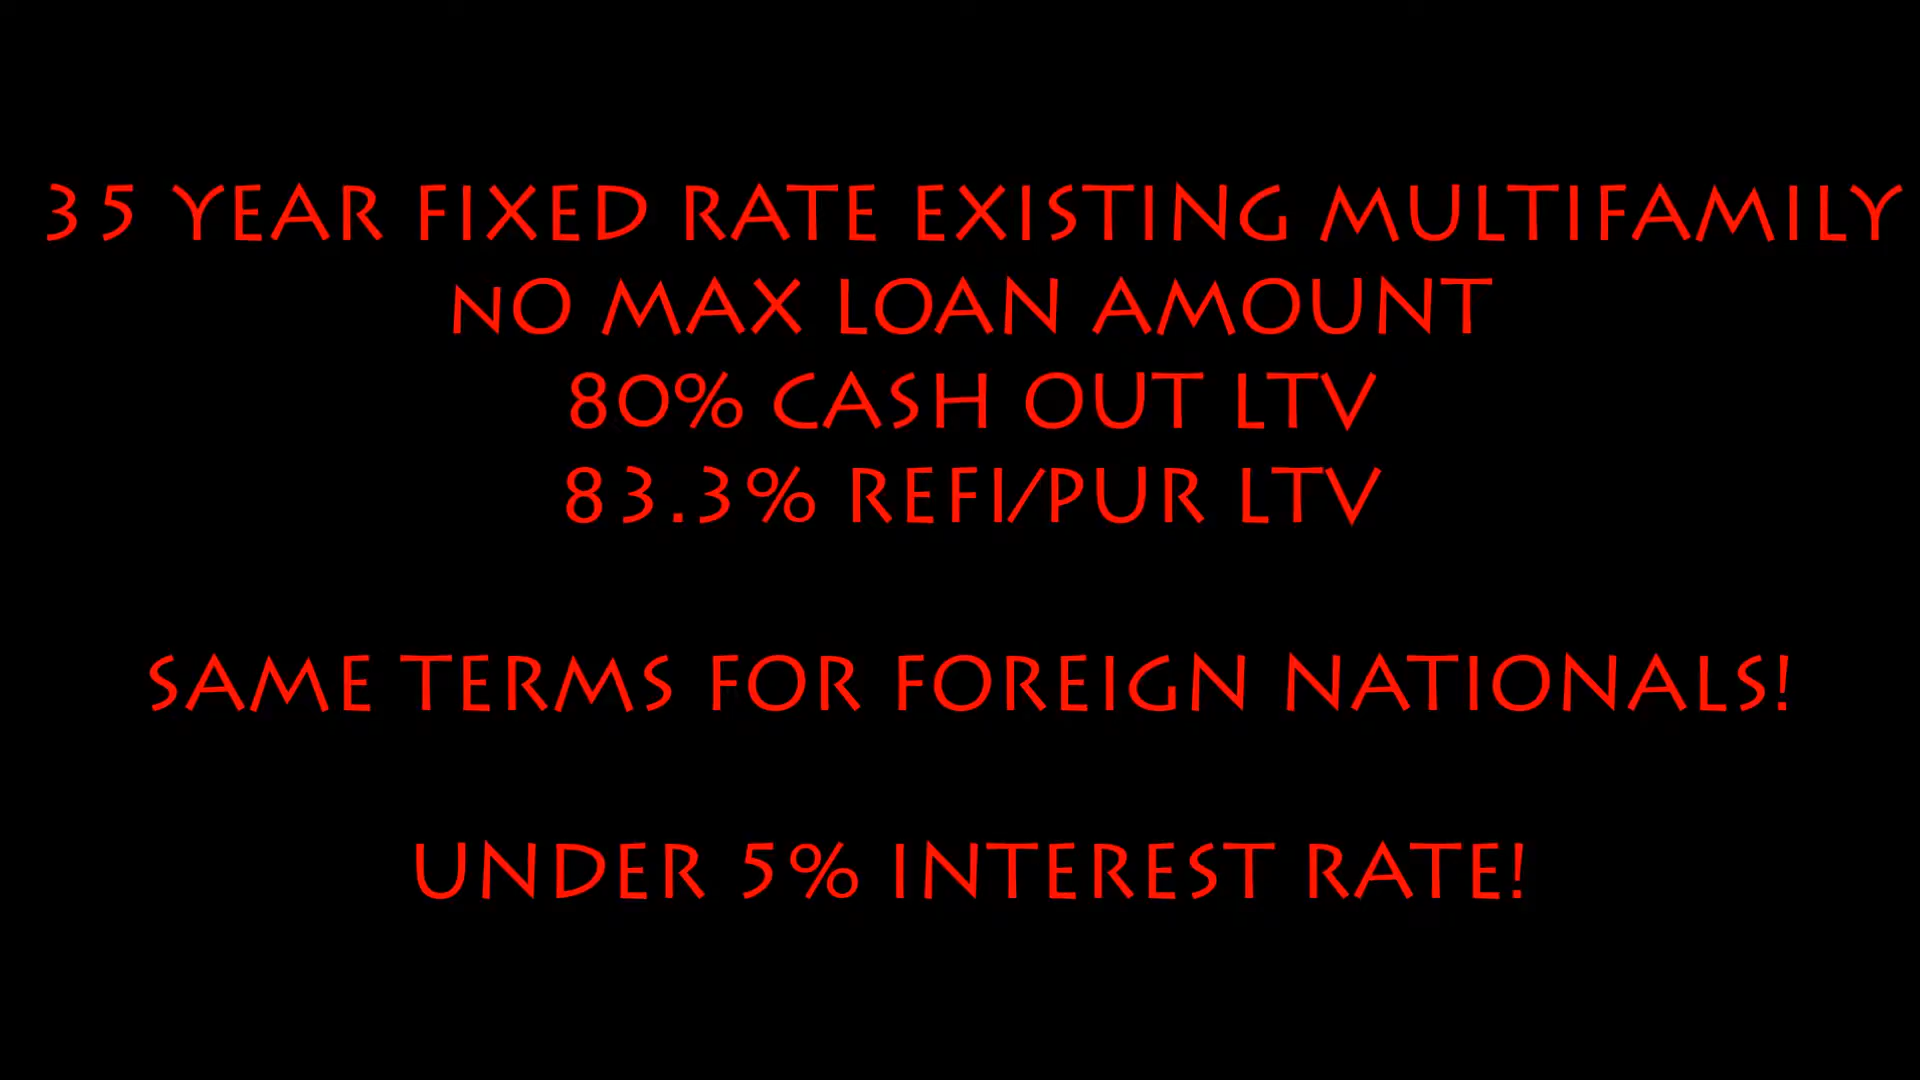 35 YEAR FIXED RATE EXISTING MULTIFAMILY
NO MAX LOAN AMOUNT
80% CASH OUT LTV
83.3% REFI/PUR LTV
SAME TERMS FOR FOREIGN NATIONALS!
UNDER 5% INTEREST RATE!